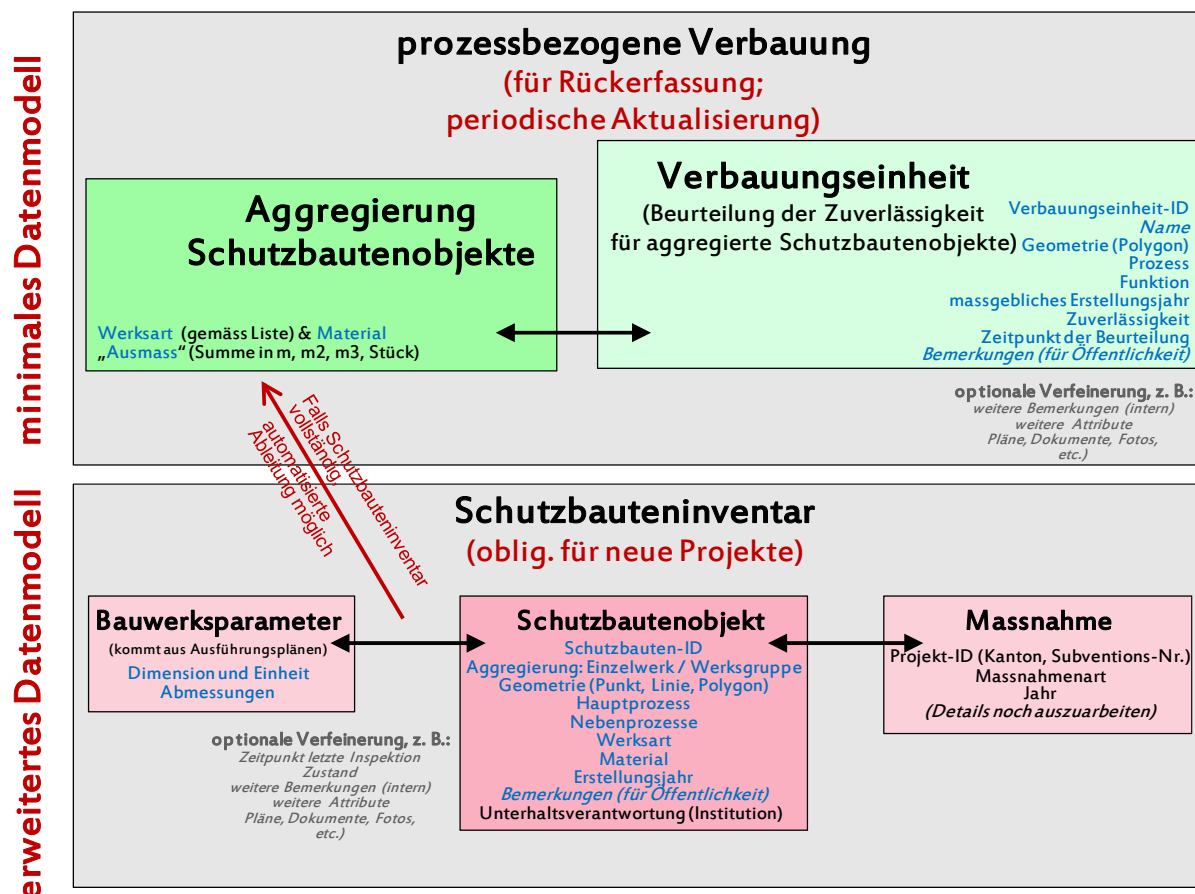 minimales Datenmodell
prozessbezogene Verbauung
(für Rückerfassung;
periodische Aktualisierung)
Aggregierung
Schutzbautenobjekte
Werksart (gemäss Liste) & Material
„Ausmass“ (Summe in m, m2, m3, Stück)
Verbauungseinheit
(Beurteilung der Zuverlässigkeit
für aggregierte Schutzbautenobjekte)
Verbauungseinheit-ID
Name
Geometrie (Polygon)
Prozess
Funktion
massgebliches Erstellungsjahr
Zuverlässigkeit
Zeitpunkt der Beurteilung
Bemerkungen (für Öffentlichkeit)
optionale Verfeinerung, z. B.:
weitere Bemerkungen (intern)
weitere Attribute
Pläne, Dokumente, Fotos,
etc.)
Falls Schutzbauteninventar
vollständig,
automatisierte
Ableitung möglich
erweitertes Datenmodell
Schutzbauteninventar
(oblig. für neue Projekte)
Bauwerksparameter
(kommt aus Ausführungsplänen)
Dimension und Einheit
Abmessungen
optionale Verfeinerung, z. B.:
Zeitpunkt letzte Inspektion
Zustand
weitere Bemerkungen (intern)
weitere Attribute
Pläne, Dokumente, Fotos,
etc.)
Schutzbautenobjekt
Schutzbauten-ID
Aggregierung: Einzelwerk / Werksgruppe
Geometrie (Punkt, Linie, Polygon)
Hauptprozess
Nebenprozesse
Werksart
Material
Erstellungsjahr
Bemerkungen (für Öffentlichkeit)
Unterhaltsverantwortung (Institution)
Massnahme
Projekt-ID (Kanton, Subventions-Nr.)
Massnahmenart
Jahr
(Details noch auszuarbeiten)